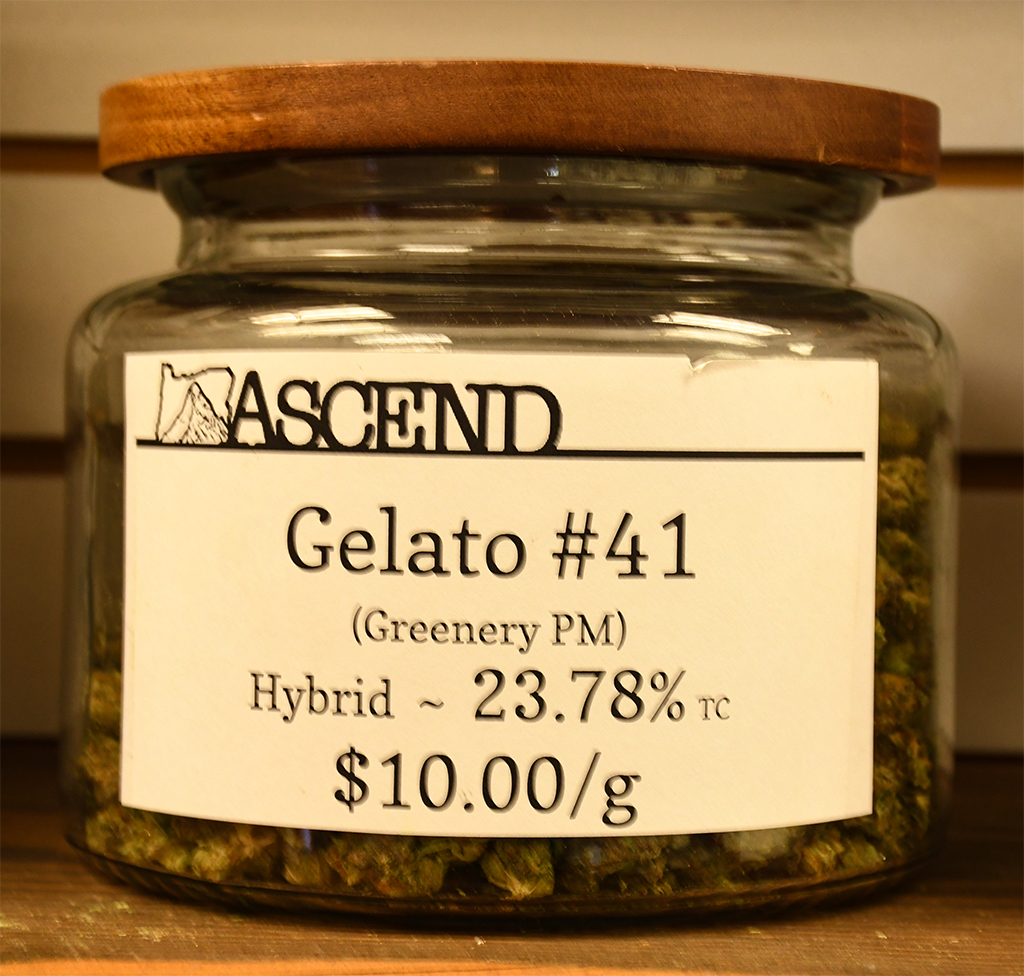 ASCEND
Gelato #41
(Greenery PM)
Hybrid ~ 23.78% TC
$10.00/g